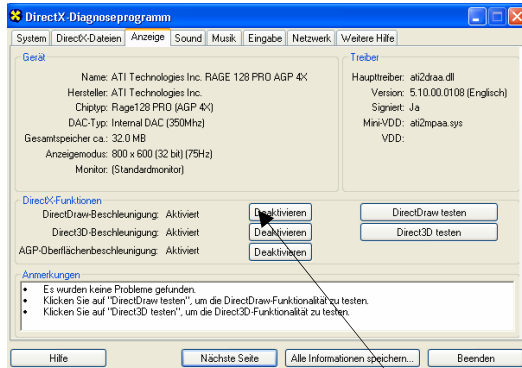 DirectX-Diagnoseprogramm
System DirectX-Dateien Anzeige Sound Musik Eingabe Netzwerk Weitere Hilfe
Gerät
Name: ATI Technologies Inc. RAGE 128 PRO AGP 4X
Hersteller: ATI Technologies Inc.
Chiptyp: Rage128 PRO (AGP 4X)
DAC-Typ: Internal DAC (350Mhz)
Gesamtspeicher ca.: 32.0 MB
Anzeigemodus: 800 x 600 (32 bit) (75Hz)
Monitor: (Standardmonitor)
Treiber
Haupttreiber: ati2draa.dll
Version: 5.10.00.0108 (Englisch)
Signiert: Ja
Mini-VDD: ati2mpaa.sys
VDD:
DirectX-Funktionen
DirectDraw-Beschleunigung: Aktiviert Deaktivieren DirectDraw testen
Direct3D-Beschleunigung: Aktiviert Deaktivieren Direct3D testen
AGP-Oberflächenbeschleunigung: Aktiviert Deaktivieren
Anmerkungen
• Es wurden keine Probleme gefunden.
• Klicken Sie auf "DirectDraw testen", um die DirectDraw-Funktionalität zu testen.
• Klicken Sie auf "Direct3D testen", um die Direct3D-Funktionalität zu testen.
Hilfe Nächste Seite Alle Informationen speichern... Beenden